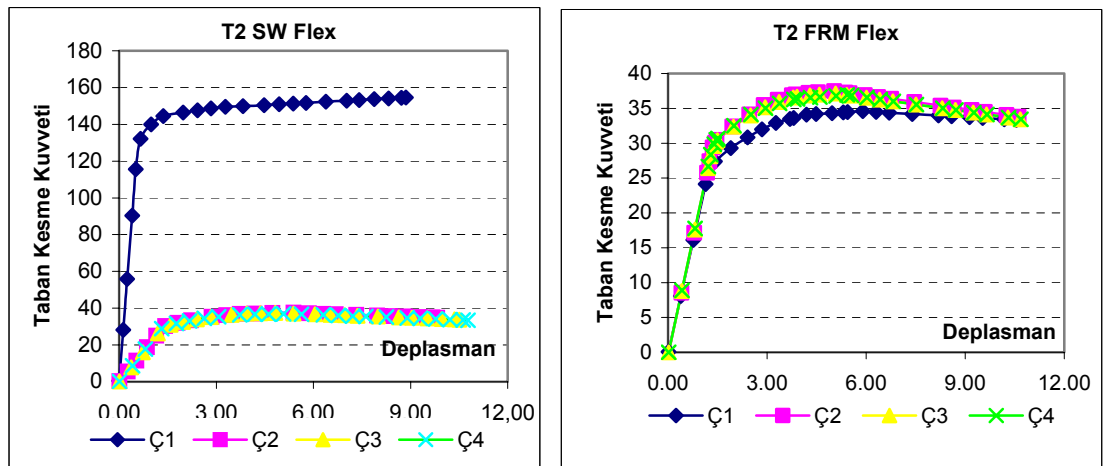 T2 SW Flex
Taban Kesme Kuvveti
180
160
140
120
100
80
60
40
20
0
Deplasman
0.00 3.00 6.00 9.00 12,00
Ç1 Ç2 Ç3 Ç4
T2 FRM Flex
Taban Kesme Kuvveti
40
35
30
25
20
15
10
5
0
Deplasman
0.00 3.00 6.00 9.00 12.00
Ç1 Ç2 Ç3 Ç4